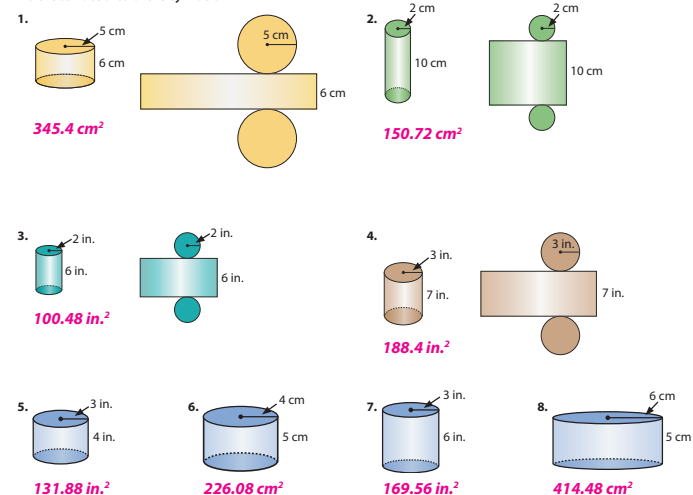 1.
5 cm
6 cm
5 cm
6 cm
345.4 cm²
2.
2 cm
10 cm
2 cm
10 cm
150.72 cm²
3.
2 in.
6 in.
2 in.
6 in.
100.48 in.²
4.
3 in.
7 in.
3 in.
7 in.
188.4 in.²
5.
3 in.
4 in.
131.88 in.²
6.
4 cm
5 cm
226.08 cm²
7.
3 in.
6 in.
169.56 in.²
8.
6 cm
5 cm
414.48 cm²